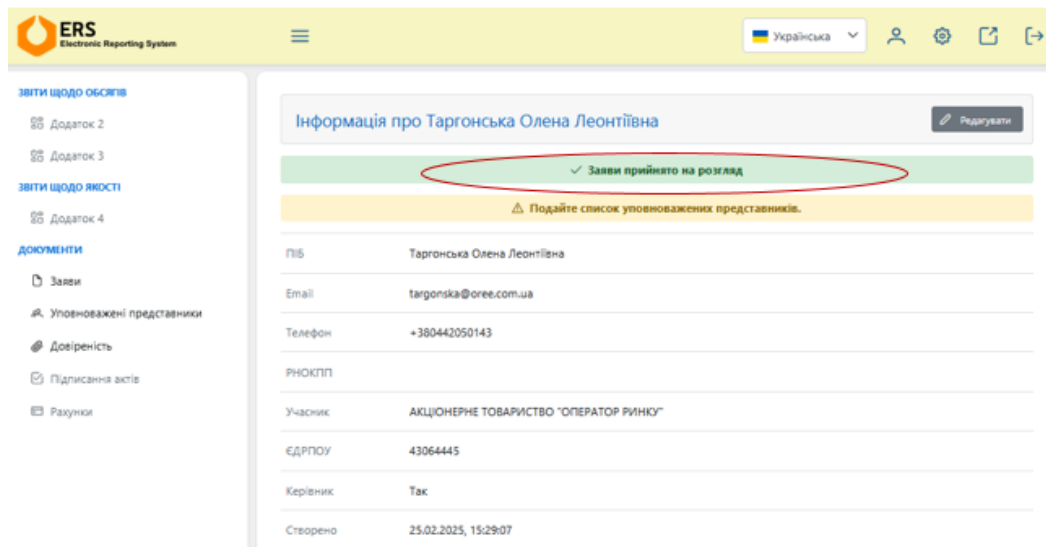 ERS
Electronic Reporting System
Українська
ЗВІТИ ЩОДО ОБСЯГІВ
Додаток 2
Додаток 3
ЗВІТИ ЩОДО ЯКОСТІ
Додаток 4
ДОКУМЕНТИ
Заяви
Уповноважені представники
Довіреність
Підписання актів
Рахунки
Інформація про Таргонська Олена Леонтіївна
Редагувати
Заяви прийнято на розгляд
Подайте список уповноважених представників.
ПІБ Таргонська Олена Леонтіївна
Email targonska@oree.com.ua
Телефон +380442050143
РНОКПП
Учасник АКЦІОНЕРНЕ ТОВАРИСТВО "ОПЕРАТОР РИНКУ"
ЄДРПОУ 43064445
Керівник Так
Створено 25.02.2025, 15:29:07